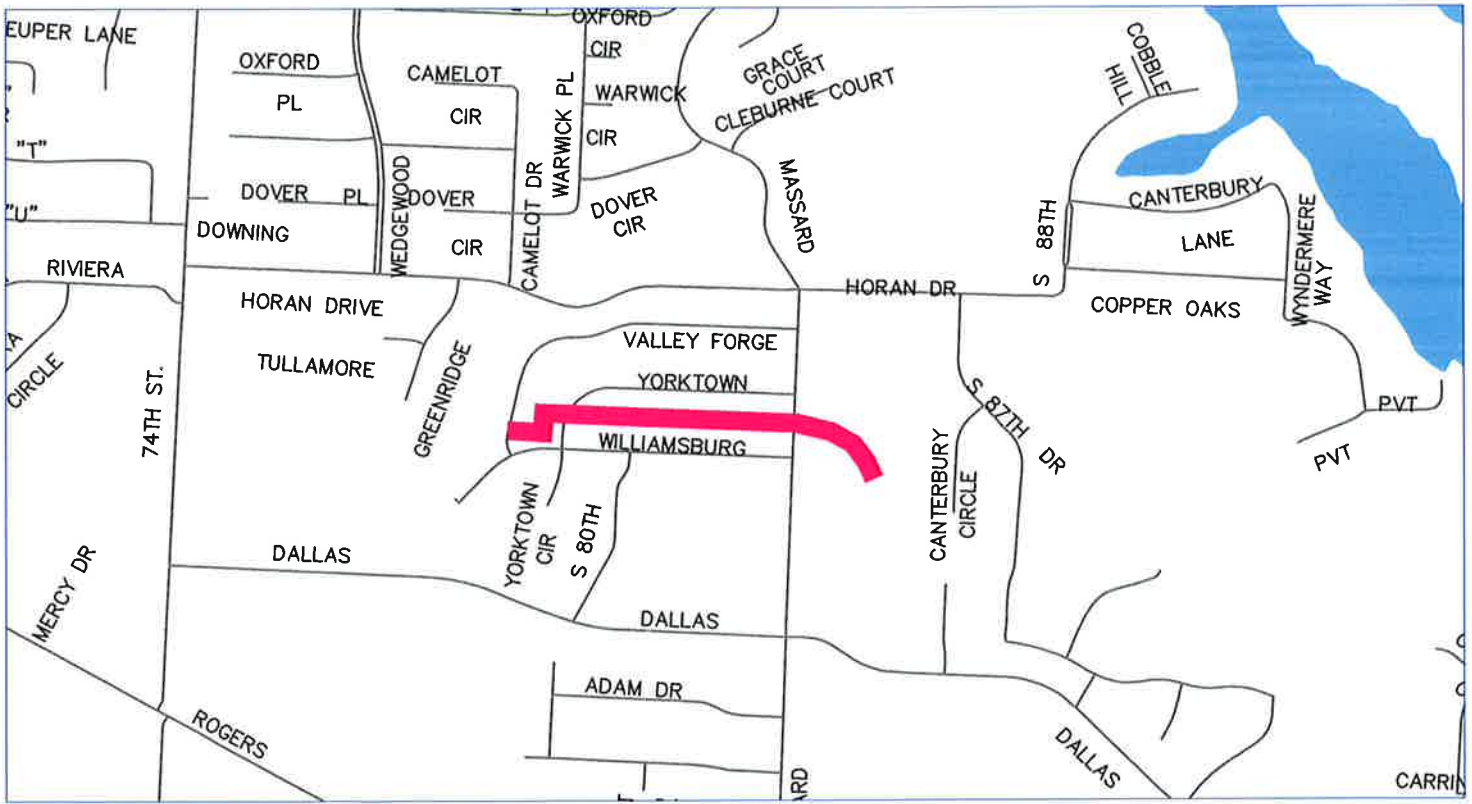 EUPER LANE
OXFORD
OXFORD
PL
CAMELOT
CIR
CIR
WARWICK
CIR
WARWICK PL
GRACE
COURT
CLEBURNE COURT
COBBLE
HILL
"T"
"U"
DOVER PL
DOWNING
WEDGEWOOD
DOVER
CIR
CAMELOT DR
DOVER
CIR
MASSARD
CANTERBURY
LANE
S 88TH
WYNDERMERE
WAY
RIVIERA
HORAN DRIVE
HORAN DR
COPPER OAKS
CIRCLE
74TH ST.
TULLAMORE
GREENRIDGE
VALLEY FORGE
YORKTOWN
WILLIAMSBURG
S 87TH DR
CANTERBURY
CIRCLE
PVT
PVT
YORKTOWN
CIR
S 80TH
DALLAS
MERCY DR
DALLAS
ADAM DR
ROGERS
DALLAS
ARD
CARRI